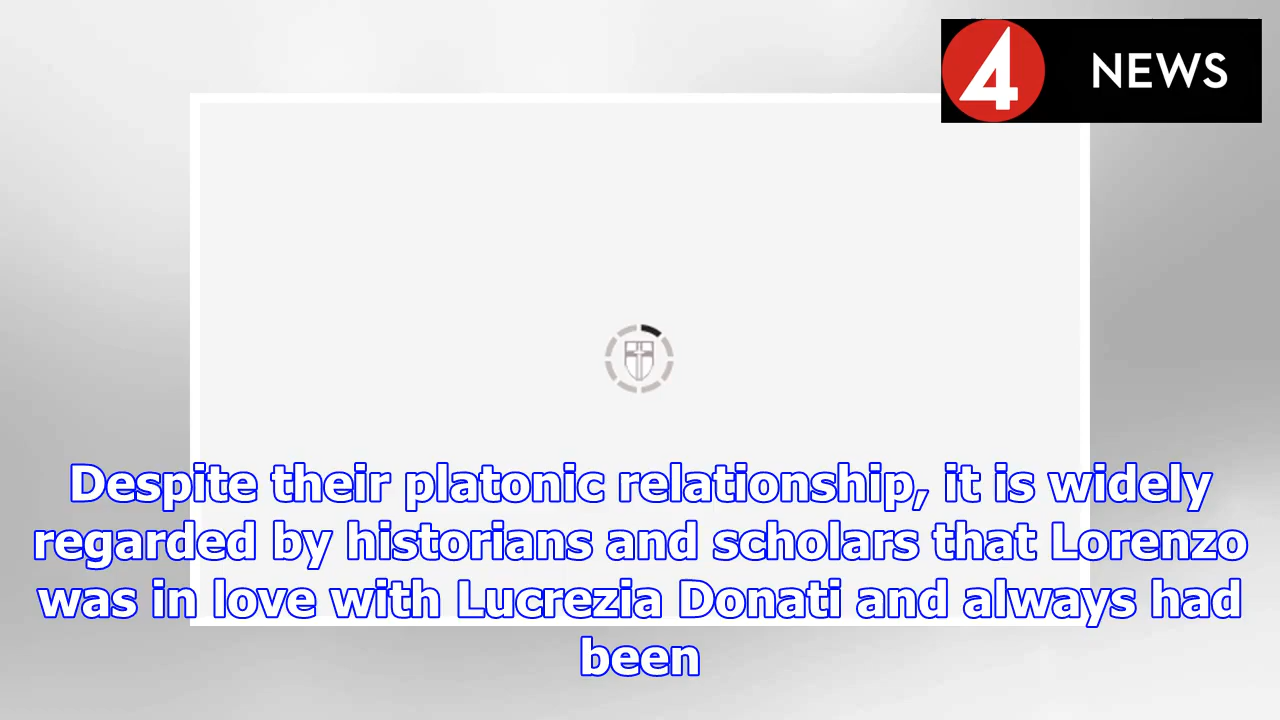 4 NEWS
Despite their platonic relationship, it is widely
regarded by historians and scholars that Lorenzo
was in love with Lucrezia Donati and always had
been